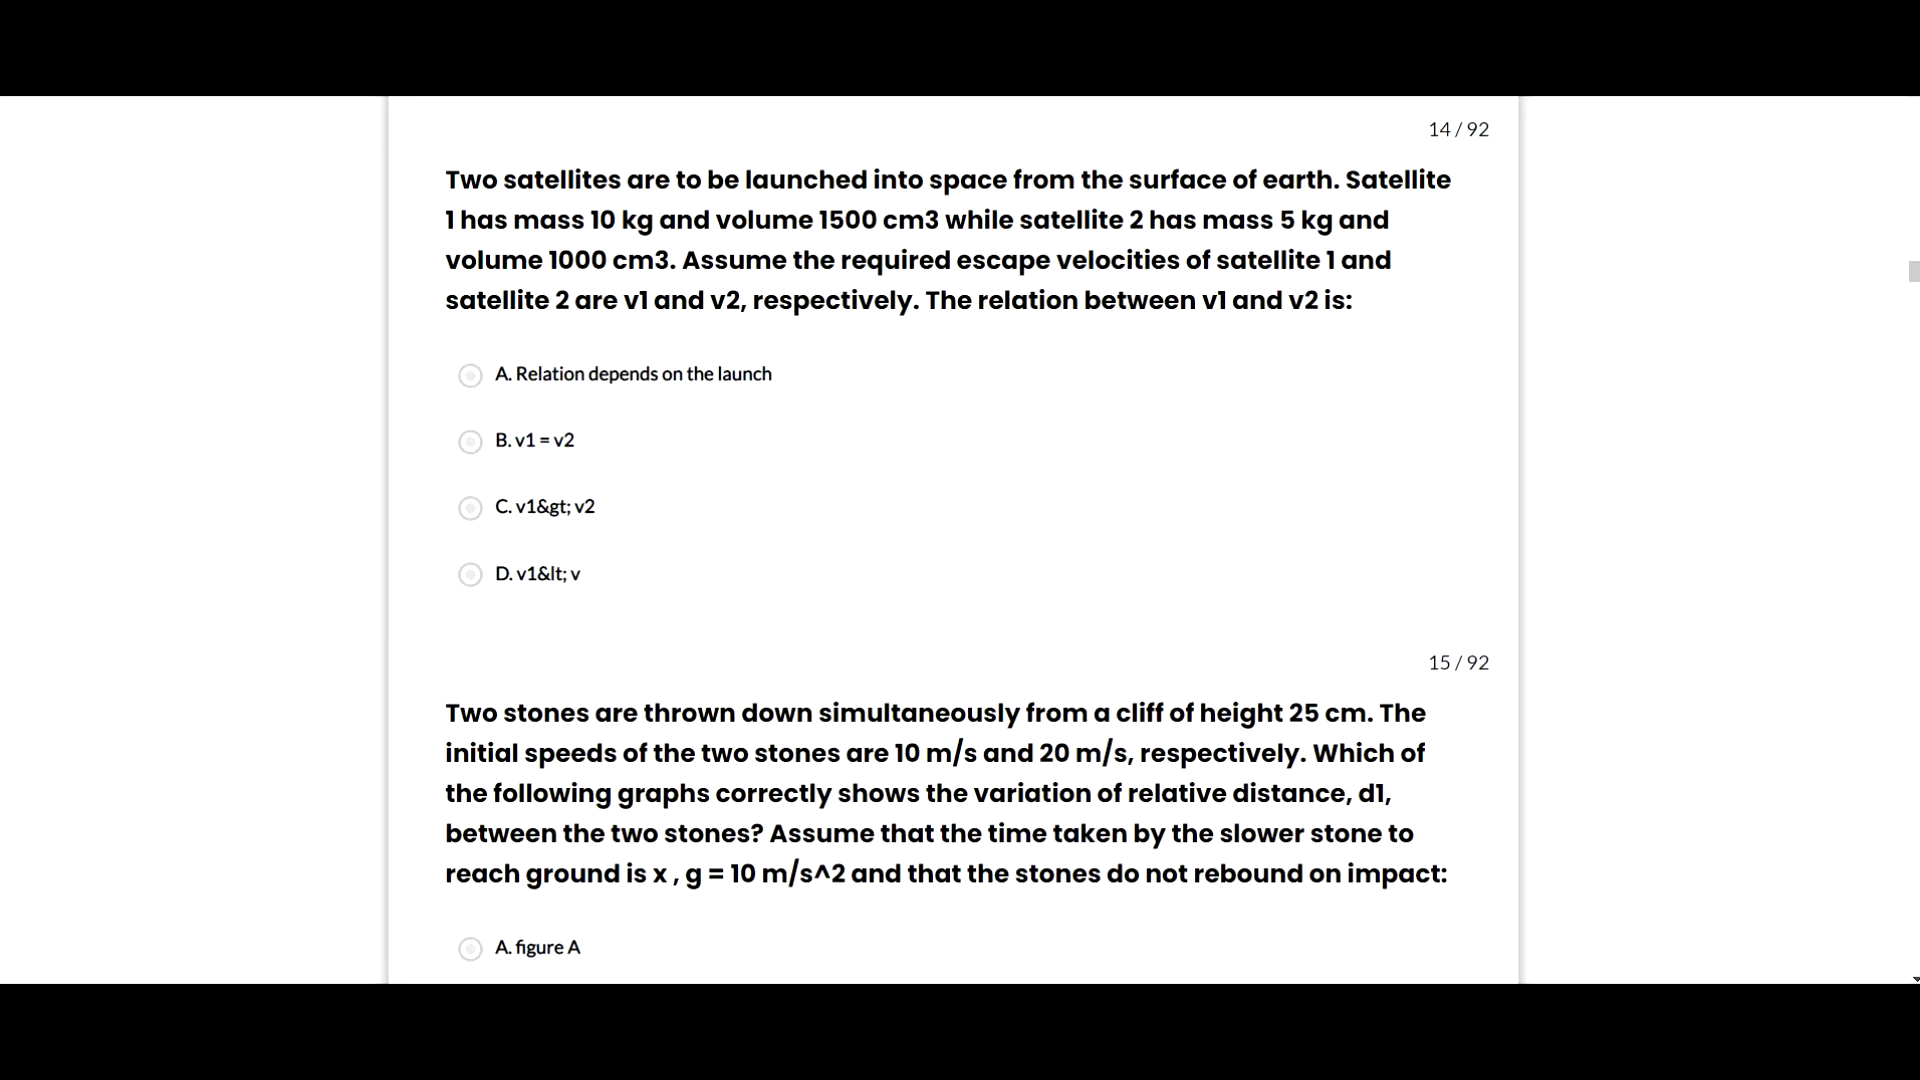 14 / 92
Two satellites are to be launched into space from the surface of earth. Satellite
1 has mass 10 kg and volume 1500 cm3 while satellite 2 has mass 5 kg and
volume 1000 cm3. Assume the required escape velocities of satellite 1 and
satellite 2 are v1 and v2, respectively. The relation between v1 and v2 is:
A. Relation depends on the launch
B. v1 = v2
C. v1&gt; v2
D. v1&lt; v
15 / 92
Two stones are thrown down simultaneously from a cliff of height 25 cm. The
initial speeds of the two stones are 10 m/s and 20 m/s, respectively. Which of
the following graphs correctly shows the variation of relative distance, d1,
between the two stones? Assume that the time taken by the slower stone to
reach ground is x , g = 10 m/s^2 and that the stones do not rebound on impact:
A. figure A